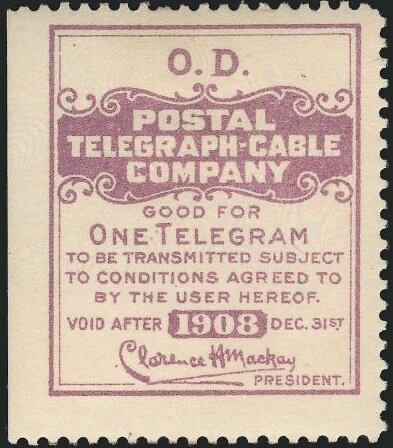 O. D.
POSTAL
TELEGRAPH-CABLE
COMPANY
GOOD FOR
ONE TELEGRAM
TO BE TRANSMITTED SUBJECT
TO CONDITIONS AGREED TO
BY THE USER HEREOF.
VOID AFTER 1908 DEC. 31ST
Clarence H Mackay
PRESIDENT.